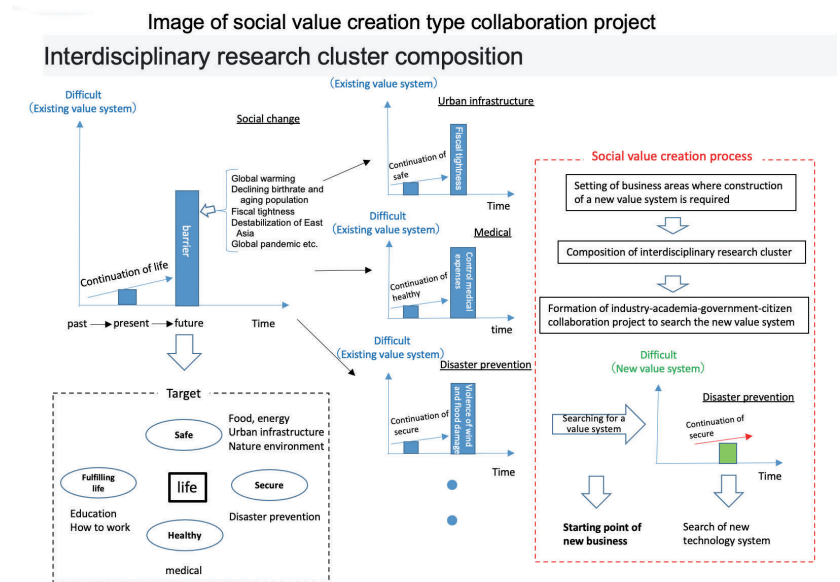 Image of social value creation type collaboration project
Interdisciplinary research cluster composition
Difficult
(Existing value system)
Social change
Global warming
Declining birthrate and
aging population
Fiscal tightness
Destabilization of East
Asia
Global pandemic etc.
barrier
Continuation of life
past
present
future
Time
Target
Safe
Food, energy
Urban infrastructure
Nature environment
Fulfilling
life
life
Secure
Education
How to work
Disaster prevention
Healthy
medical
(Existing value system)
Urban infrastructure
Continuation of
safe
Fiscal tightness
Time
Difficult
(Existing value system)
Medical
Continuation of
healthy
Control medical
expenses
time
Difficult
(Existing value system)
Disaster prevention
Continuation of
secure
Violence of wind
and flood damage
Time
Social value creation process
Setting of business areas where construction
of a new value system is required
Composition of interdisciplinary research cluster
Formation of industry-academia-government-citizen
collaboration project to search the new value system
Difficult
(New value system)
Disaster prevention
Searching for a
value system
Continuation of
secure
Time
Starting point of
new business
Search of new
technology system